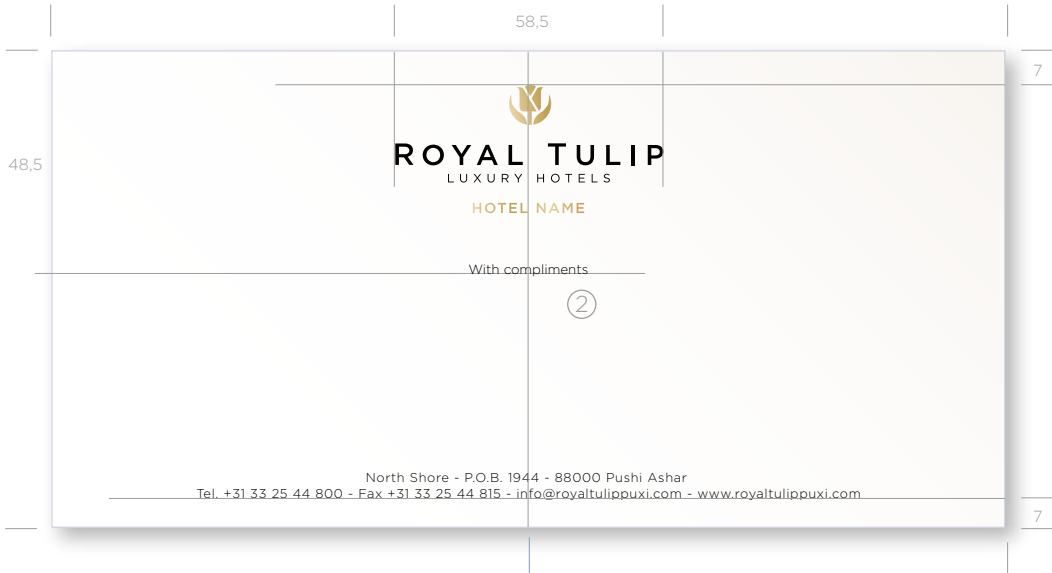 58,5
7
ROYAL TULIP
LUXURY HOTELS
48,5
HOTEL NAME
With compliments
2
North Shore - P.O.B. 1944 - 88000 Pushi Ashar
Tel. +31 33 25 44 800 - Fax +31 33 25 44 815 - info@royaltulippuxi.com - www.royaltulippuxi.com
7